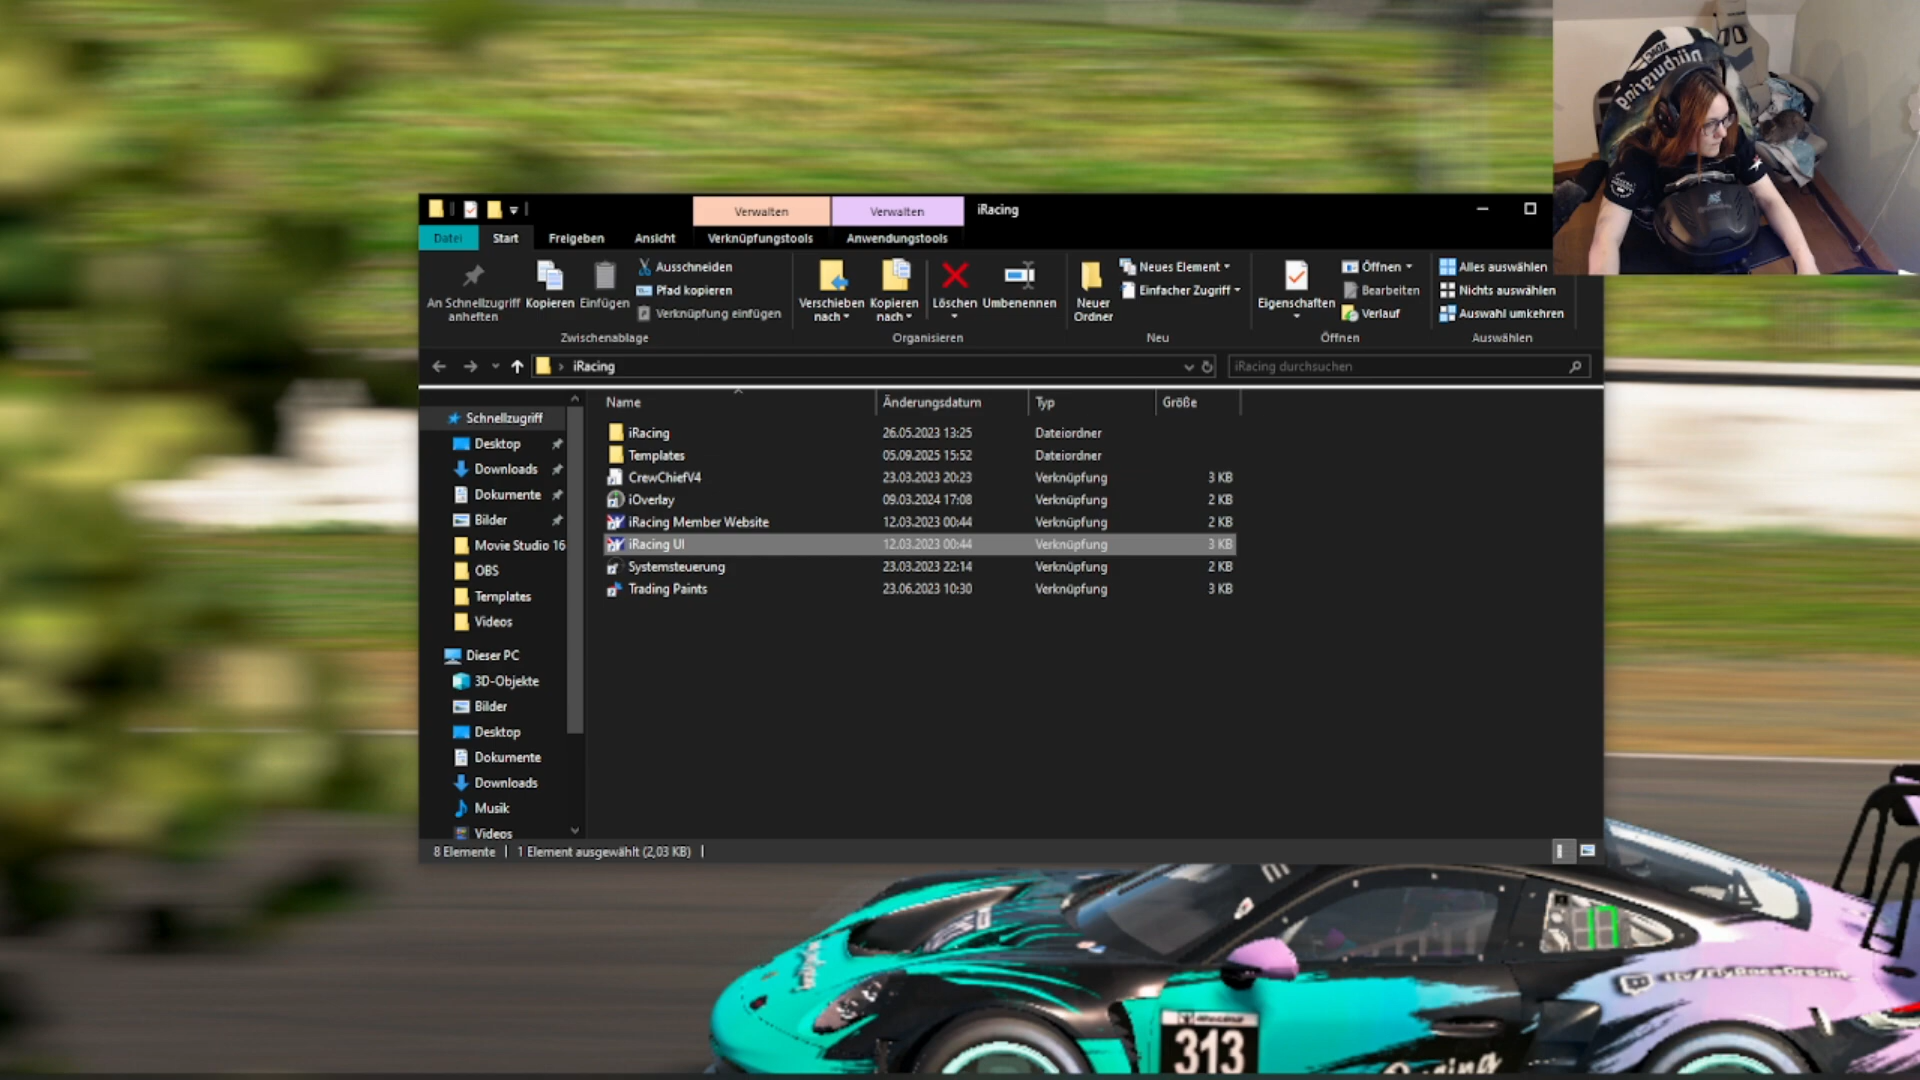 Verwalten
Verwalten
iRacing
Datei
Start
Freigeben
Ansicht
Verknüpfungstools
Anwendungstools
An Schnellzugriff
anheften
Kopieren
Einfügen
Ausschneiden
Pfad kopieren
Verknüpfung einfügen
Zwischenablage
Verschieben
nach
Kopieren
nach
Löschen
Umbenennen
Organisieren
Neuer
Ordner
Neues Element
Einfacher Zugriff
Neu
Eigenschaften
Öffnen
Bearbeiten
Verlauf
Öffnen
Alles auswählen
Nichts auswählen
Auswahl umkehren
Auswählen
iRacing
iRacing durchsuchen
Schnellzugriff
Desktop
Downloads
Dokumente
Bilder
Movie Studio 16
OBS
Templates
Videos
Dieser PC
3D-Objekte
Bilder
Desktop
Dokumente
Downloads
Musik
Videos
Name Änderungsdatum Typ Größe
iRacing 26.05.2023 13:25 Dateiordner
Templates 05.09.2025 15:52 Dateiordner
CrewChiefV4 23.03.2023 20:23 Verknüpfung 3 KB
iOverlay 09.03.2024 17:08 Verknüpfung 2 KB
iRacing Member Website 12.03.2023 00:44 Verknüpfung 2 KB
iRacing UI 12.03.2023 00:44 Verknüpfung 3 KB
Systemsteuerung 23.03.2023 22:14 Verknüpfung 2 KB
Trading Paints 23.06.2023 10:30 Verknüpfung 3 KB
8 Elemente
1 Element ausgewählt (2,03 KB)
Nürburgring
313